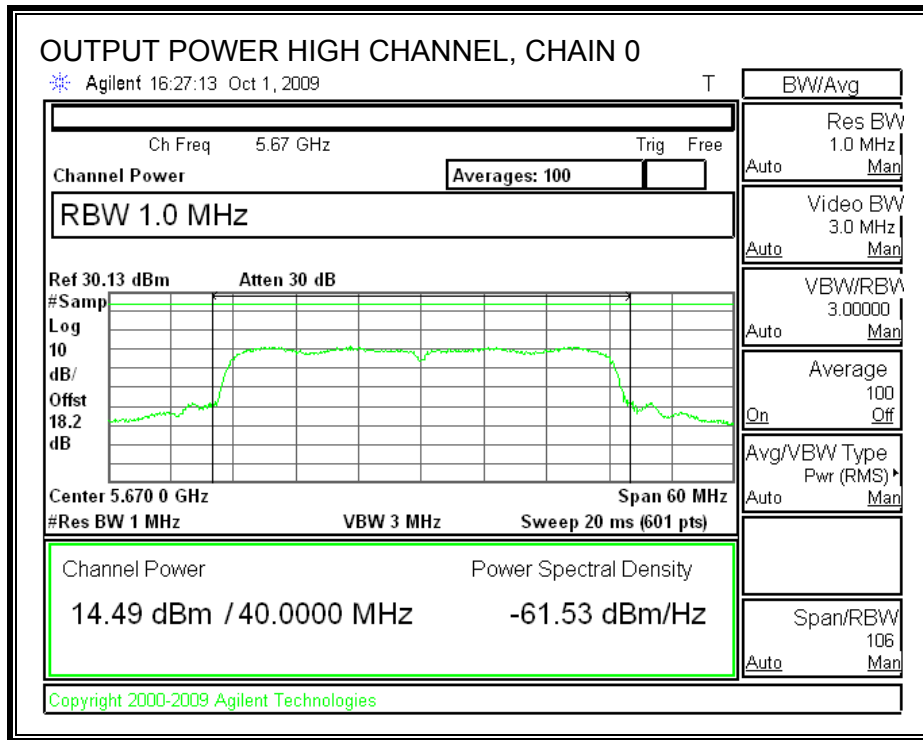 OUTPUT POWER HIGH CHANNEL, CHAIN 0
Agilent 16:27:13 Oct 1, 2009 T
Ch Freq 5.67 GHz Trig Free
Channel Power Averages: 100
RBW 1.0 MHz
Ref 30.13 dBm Atten 30 dB
#Samp
Log
10
dB/
Offst
18.2
dB
Center 5.670 0 GHz Span 60 MHz
#Res BW 1 MHz VBW 3 MHz Sweep 20 ms (601 pts)
Channel Power Power Spectral Density
14.49 dBm / 40.0000 MHz -61.53 dBm/Hz
Copyright 2000-2009 Agilent Technologies
BW/Avg
Res BW
1.0 MHz
Auto Man
Video BW
3.0 MHz
Auto Man
VBW/RBW
3.00000
Auto Man
Average
100
On Off
Avg/VBW Type
Pwr (RMS)
Auto Man
Span/RBW
106
Auto Man